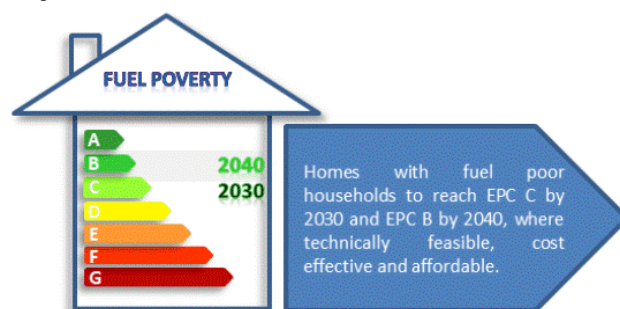 FUEL POVERTY
A
B 2040
C 2030
D
E
F
G
Homes with fuel poor
households to reach EPC C by
2030 and EPC B by 2040, where
technically feasible, cost
effective and affordable.